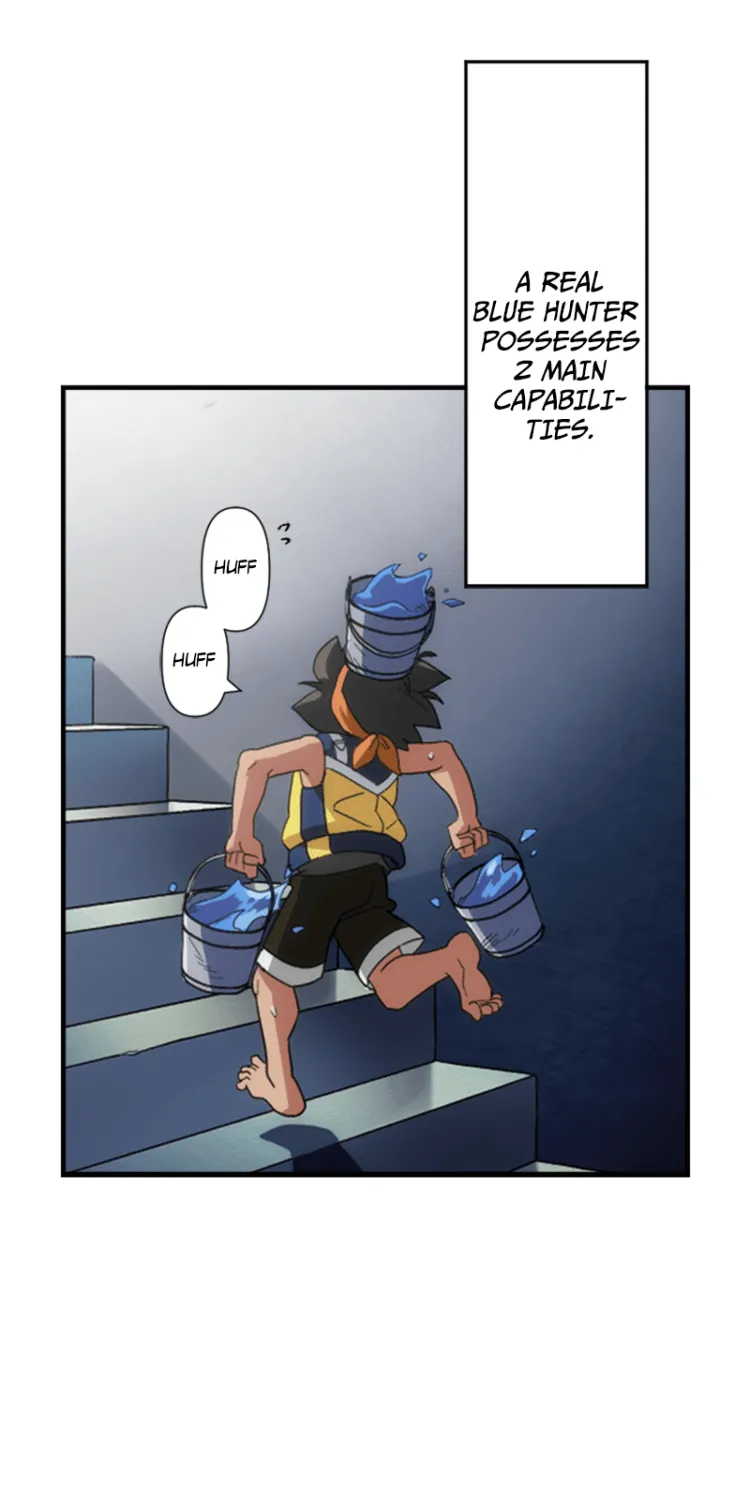 A REAL
BLUE HUNTER
POSSESSES
2 MAIN
CAPABILI-
TIES.
HUFF
HUFF